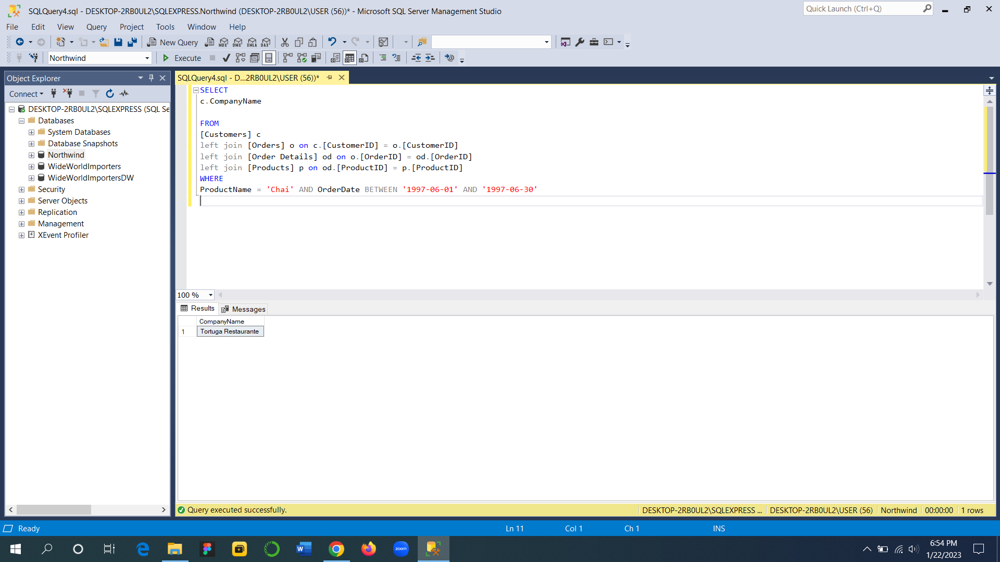 SQLQuery4.sql - DESKTOP-2RB0UL2\SQLEXPRESS.Northwind (DESKTOP-2RB0UL2\USER (56))* - Microsoft SQL Server Management Studio
Quick Launch (Ctrl+Q)
File Edit View Query Project Tools Window Help
New Query MDX DMX XMLA DAX
Northwind Execute
Object Explorer
Connect
DESKTOP-2RB0UL2\SQLEXPRESS (SQL Se
Databases
System Databases
Database Snapshots
Northwind
WideWorldImporters
WideWorldImportersDW
Security
Server Objects
Replication
Management
XEvent Profiler
SQLQuery4.sql - D...2RB0UL2\USER (56))*
SELECT
c.CompanyName
FROM
[Customers] c
left join [Orders] o on c.[CustomerID] = o.[CustomerID]
left join [Order Details] od on o.[OrderID] = od.[OrderID]
left join [Products] p on od.[ProductID] = p.[ProductID]
WHERE
ProductName = 'Chai' AND OrderDate BETWEEN '1997-06-01' AND '1997-06-30'
100 %
Results Messages
CompanyName
1 Tortuga Restaurante
Query executed successfully.
DESKTOP-2RB0UL2\SQLEXPRESS ... DESKTOP-2RB0UL2\USER (56) Northwind 00:00:00 1 rows
Ready Ln 11 Col 1 Ch 1 INS
zoom
6:54 PM
1/22/2023